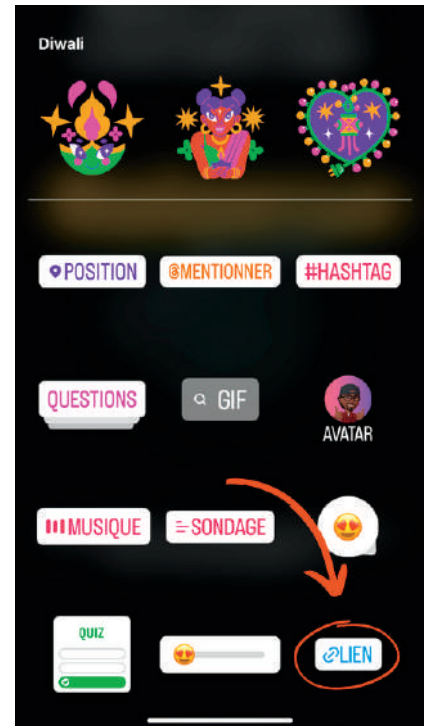 Diwali
POSITION
@MENTIONNER
#HASHTAG
QUESTIONS
GIF
AVATAR
MUSIQUE
SONDAGE
QUIZ
LIEN